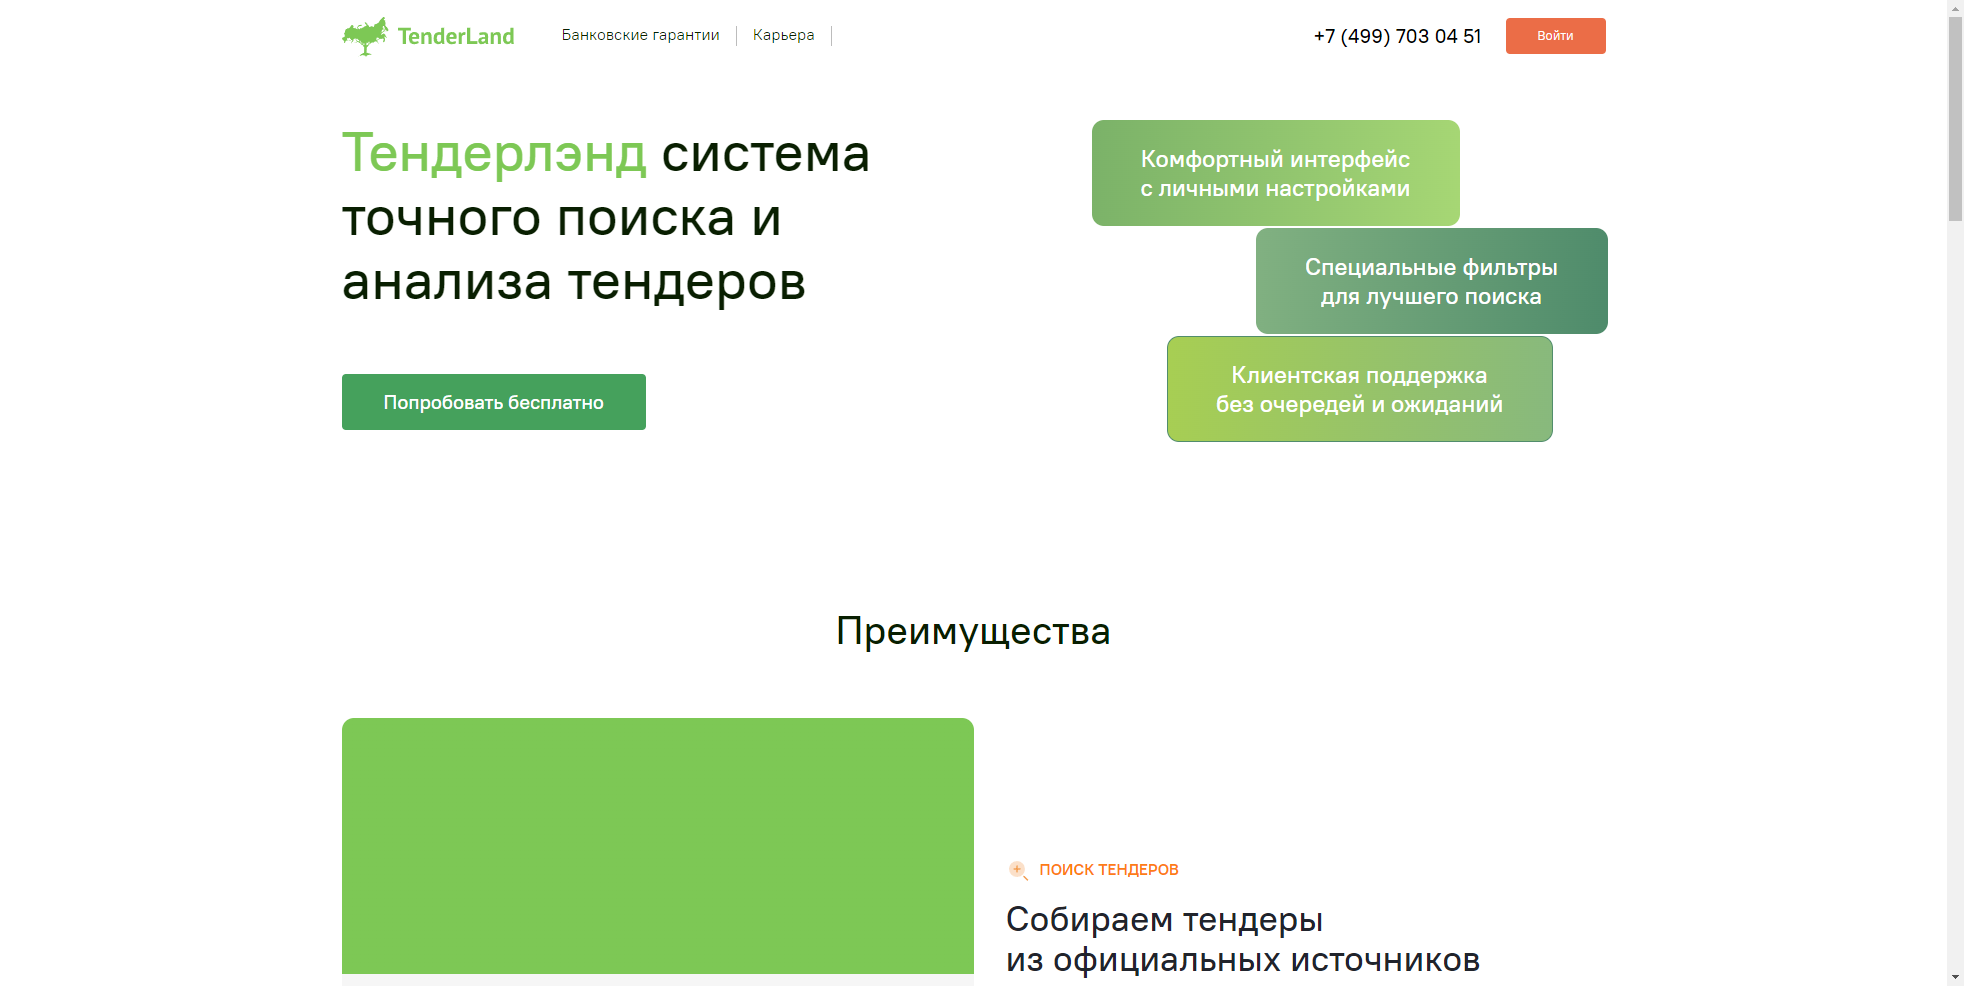 TenderLand
Банковские гарантии
Карьера
+7 (499) 703 04 51
Войти
Тендерлэнд система
точного поиска и
анализа тендеров
Попробовать бесплатно
Комфортный интерфейс
с личными настройками
Специальные фильтры
для лучшего поиска
Клиентская поддержка
без очередей и ожиданий
Преимущества
ПОИСК ТЕНДЕРОВ
Собираем тендеры
из официальных источников